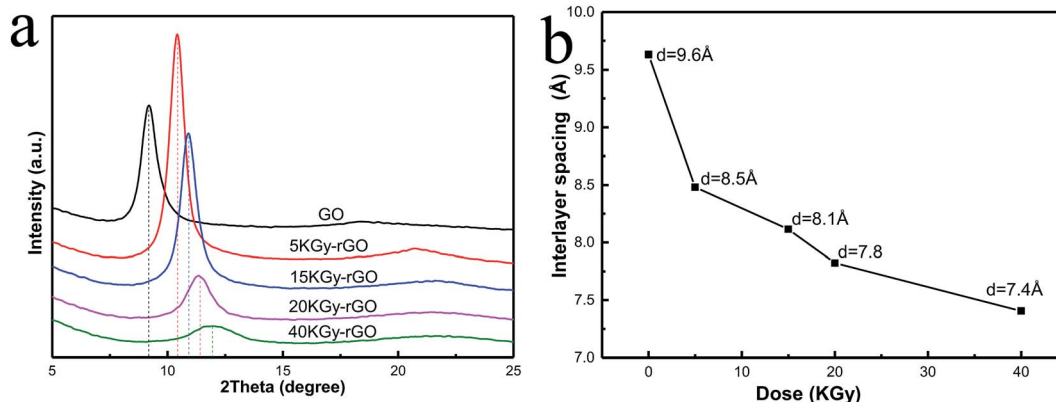 a
Intensity (a.u.)
GO
5KGy-rGO
15KGy-rGO
20KGy-rGO
40KGy-rGO
5
10
15
20
25
2Theta (degree)
b
Interlayer spacing (Å)
10.0
9.5
9.0
8.5
8.0
7.5
7.0
d=9.6Å
d=8.5Å
d=8.1Å
d=7.8
d=7.4Å
0
10
20
30
40
Dose (KGy)